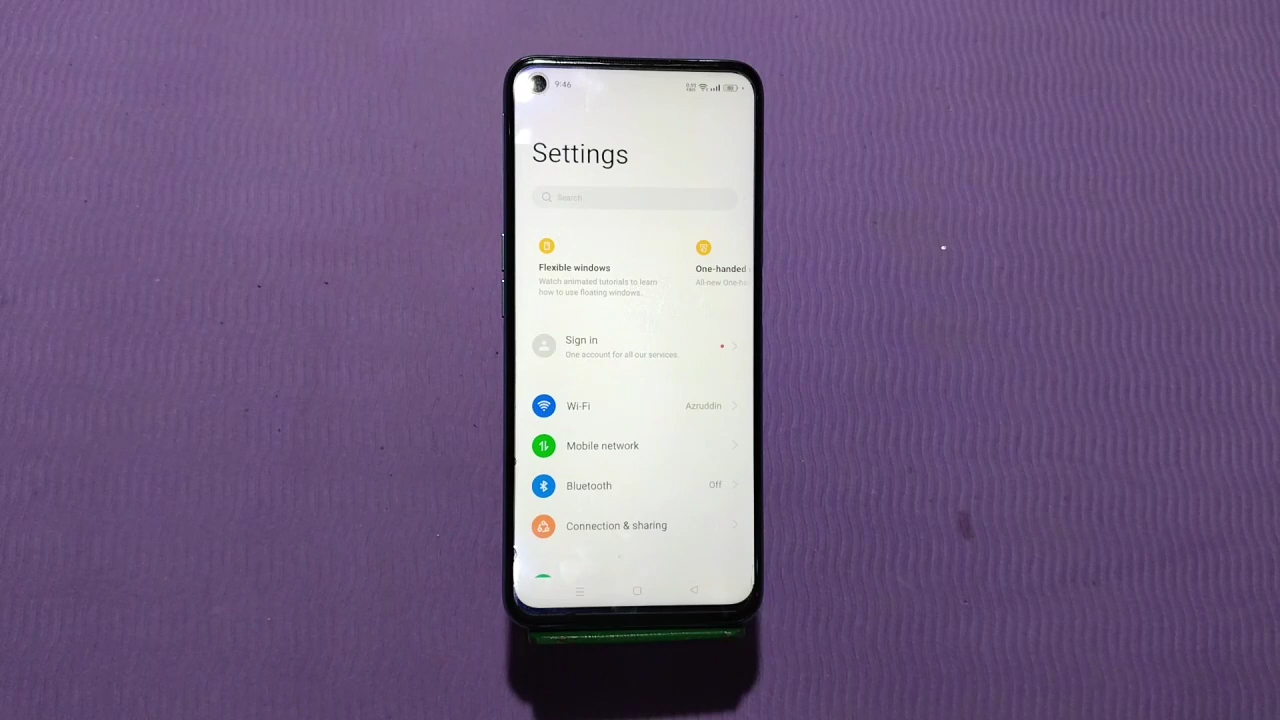 9:46
Settings
Search
Flexible windows
Watch animated tutorials to learn
how to use floating windows.
One-handed
All-new One-ha
Sign in
One account for all our services.
Wi-Fi Azruddin
Mobile network
Bluetooth Off
Connection & sharing